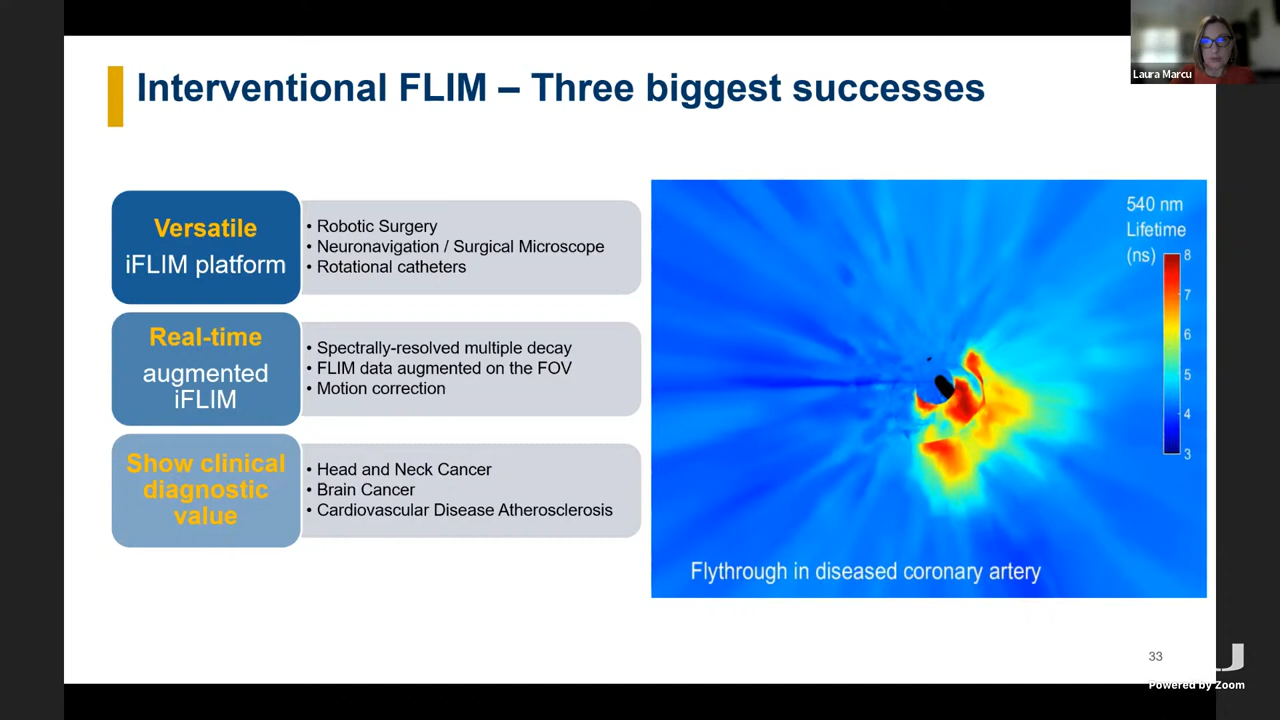 Laura Marcu
Interventional FLIM – Three biggest successes
Versatile
iFLIM platform
• Robotic Surgery
• Neuronavigation / Surgical Microscope
• Rotational catheters
Real-time
augmented
iFLIM
• Spectrally-resolved multiple decay
• FLIM data augmented on the FOV
• Motion correction
Show clinical
diagnostic
value
• Head and Neck Cancer
• Brain Cancer
• Cardiovascular Disease Atherosclerosis
540 nm
Lifetime
(ns)
8
7
6
5
4
3
Flythrough in diseased coronary artery
33
Powered by Zoom